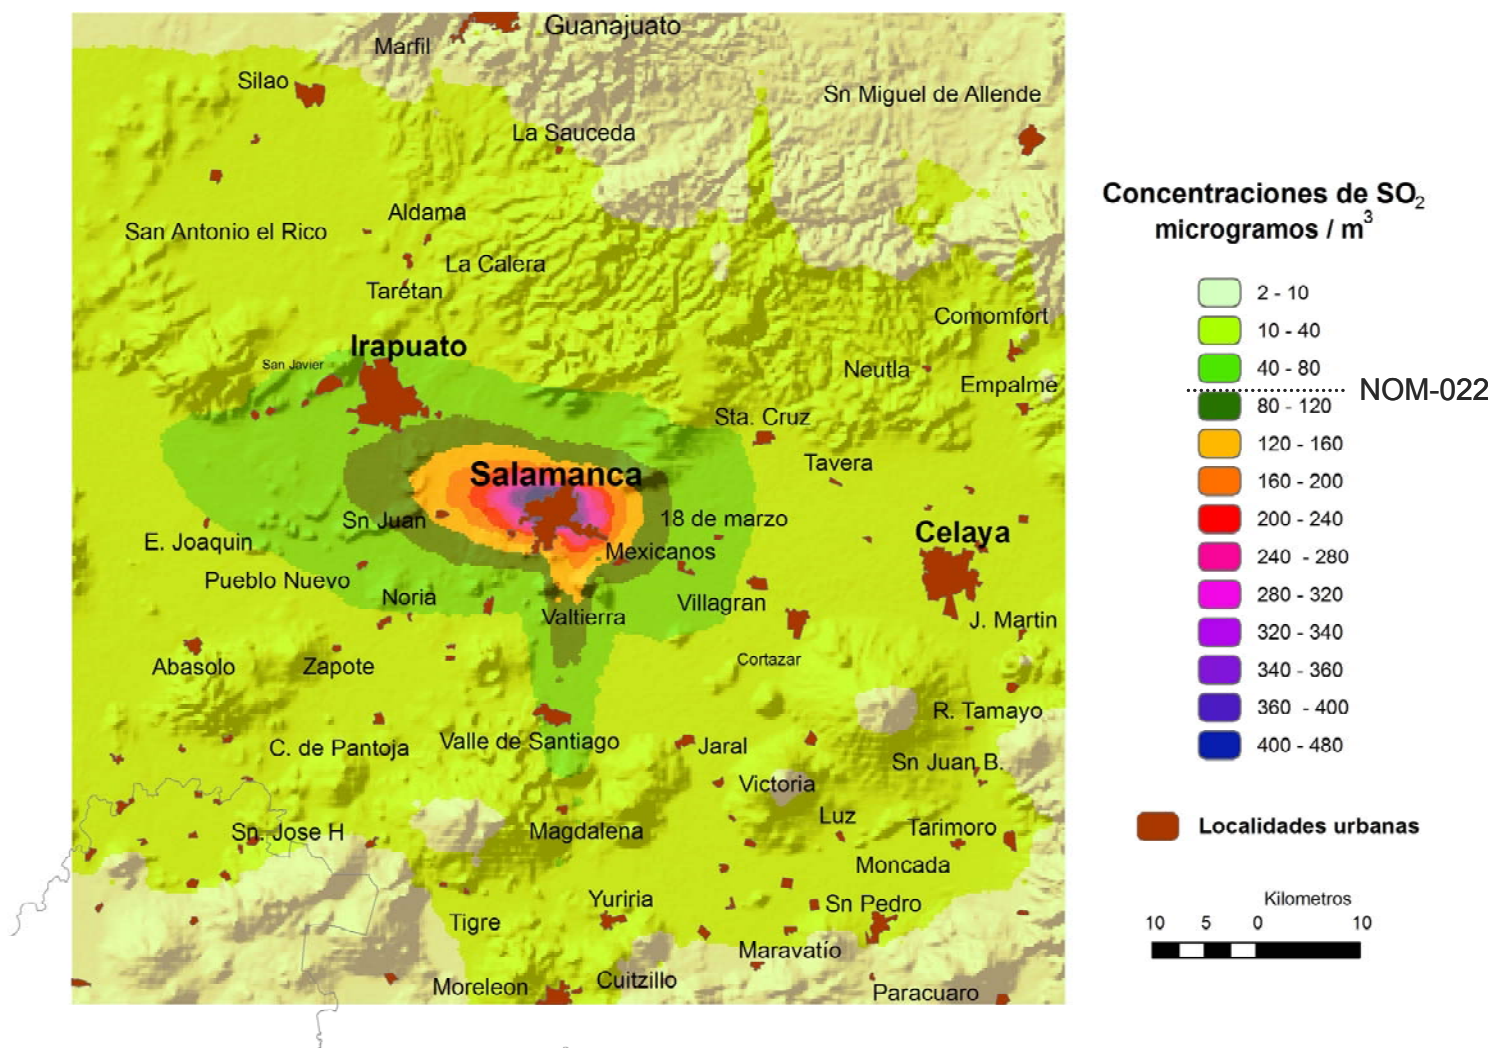 Guanajuato
Marfil
Silao
Sn Miguel de Allende
La Sauceda
San Antonio el Rico
Aldama
La Calera
Taretan
Comomfort
Irapuato
San Javier
Neutla
Empalme
Sta. Cruz
Tavera
Salamanca
Sn Juan
18 de marzo
Celaya
E. Joaquin
Mexicanos
Pueblo Nuevo
Noria
Villagran
Valtierra
J. Martin
Abasolo
Zapote
Cortazar
R. Tamayo
C. de Pantoja
Valle de Santiago
Jaral
Sn Juan B.
Victoria
Luz
Sn. Jose H
Magdalena
Tarimoro
Moncada
Yuriria
Sn Pedro
Tigre
Maravatío
Moreleon
Cuitzillo
Paracuaro
Concentraciones de SO2
microgramos / m3
2 - 10
10 - 40
40 - 80
NOM-022
80 - 120
120 - 160
160 - 200
200 - 240
240 - 280
280 - 320
320 - 340
340 - 360
360 - 400
400 - 480
Localidades urbanas
Kilometros
10 5 0 10